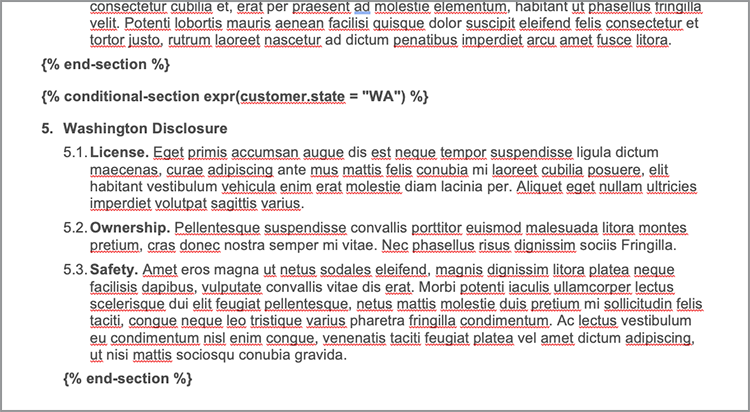 consectetur cubilia et, erat per praesent ad molestie elementum, habitant ut phasellus fringilla
velit. Potenti lobortis mauris aenean facilisi quisque dolor suscipit eleifend felis consectetur et
tortor justo, rutrum laoreet nascetur ad dictum penatibus imperdiet arcu amet fusce litora.
{% end-section %}
{% conditional-section expr(customer.state = "WA") %}
5. Washington Disclosure
5.1. License. Eget primis accumsan augue dis est neque tempor suspendisse ligula dictum
maecenas, curae adipiscing ante mus mattis felis conubia mi laoreet cubilia posuere, elit
habitant vestibulum vehicula enim erat molestie diam lacinia per. Aliquet eget nullam ultricies
imperdiet volutpat sagittis varius.
5.2. Ownership. Pellentesque suspendisse convallis porttitor euismod malesuada litora montes
pretium, cras donec nostra semper mi vitae. Nec phasellus risus dignissim sociis Fringilla.
5.3. Safety. Amet eros magna ut netus sodales eleifend, magnis dignissim litora platea neque
facilisis dapibus, vulputate convallis vitae dis erat. Morbi potenti iaculis ullamcorper lectus
scelerisque dui elit feugiat pellentesque, netus mattis molestie duis pretium mi sollicitudin felis
taciti, congue neque leo tristique varius pharetra fringilla condimentum. Ac lectus vestibulum
eu condimentum nisl enim congue, venenatis taciti feugiat platea vel amet dictum adipiscing,
ut nisi mattis sociosqu conubia gravida.
{% end-section %}